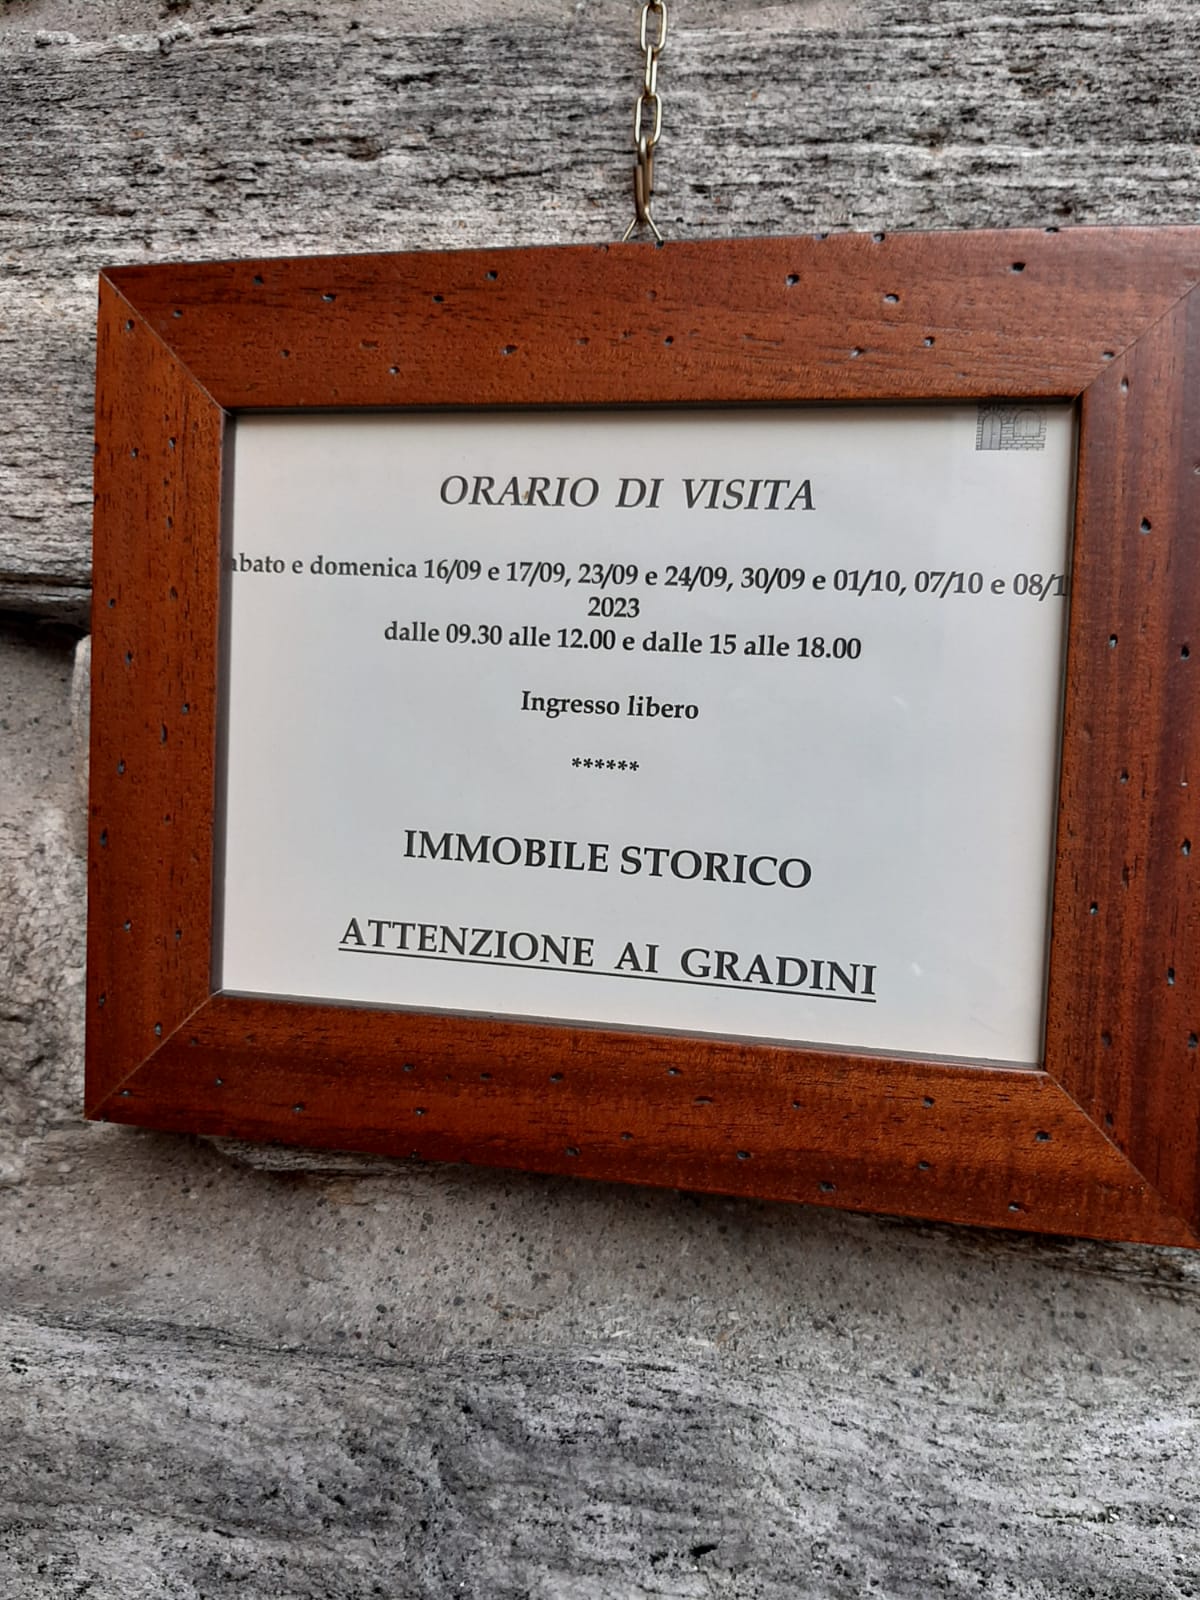 ORARIO DI VISITA
abato e domenica 16/09 e 17/09, 23/09 e 24/09, 30/09 e 01/10, 07/10 e 08/1
2023
dalle 09.30 alle 12.00 e dalle 15 alle 18.00
Ingresso libero
******
IMMOBILE STORICO
ATTENZIONE AI GRADINI